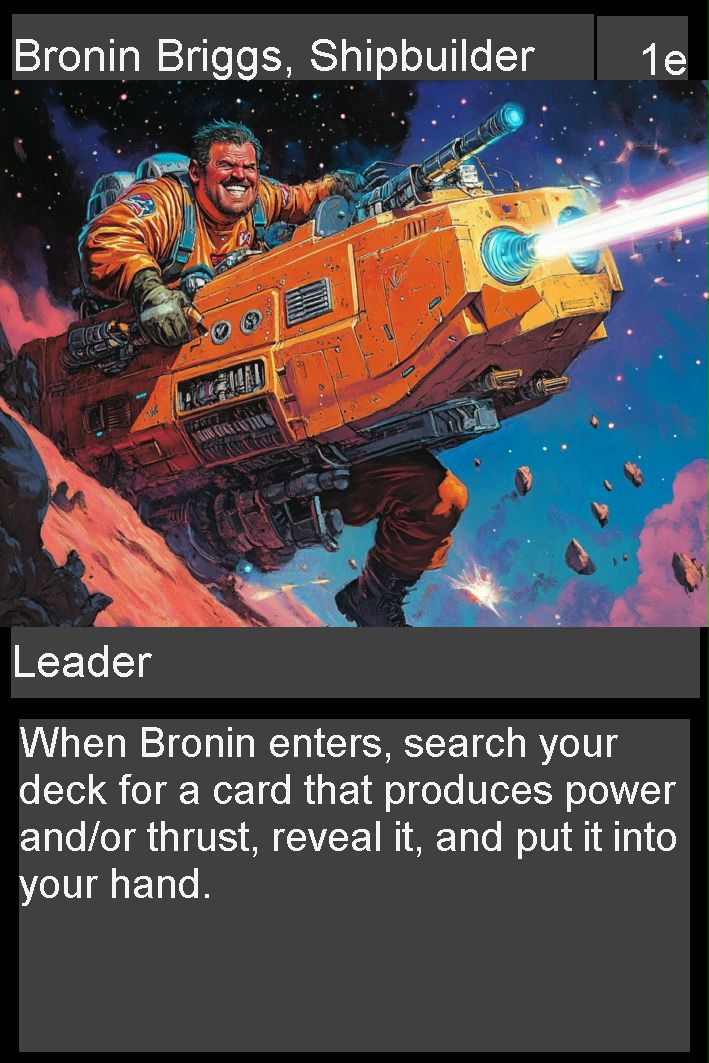 Bronin Briggs, Shipbuilder 1e
Leader
When Bronin enters, search your
deck for a card that produces power
and/or thrust, reveal it, and put it into
your hand.